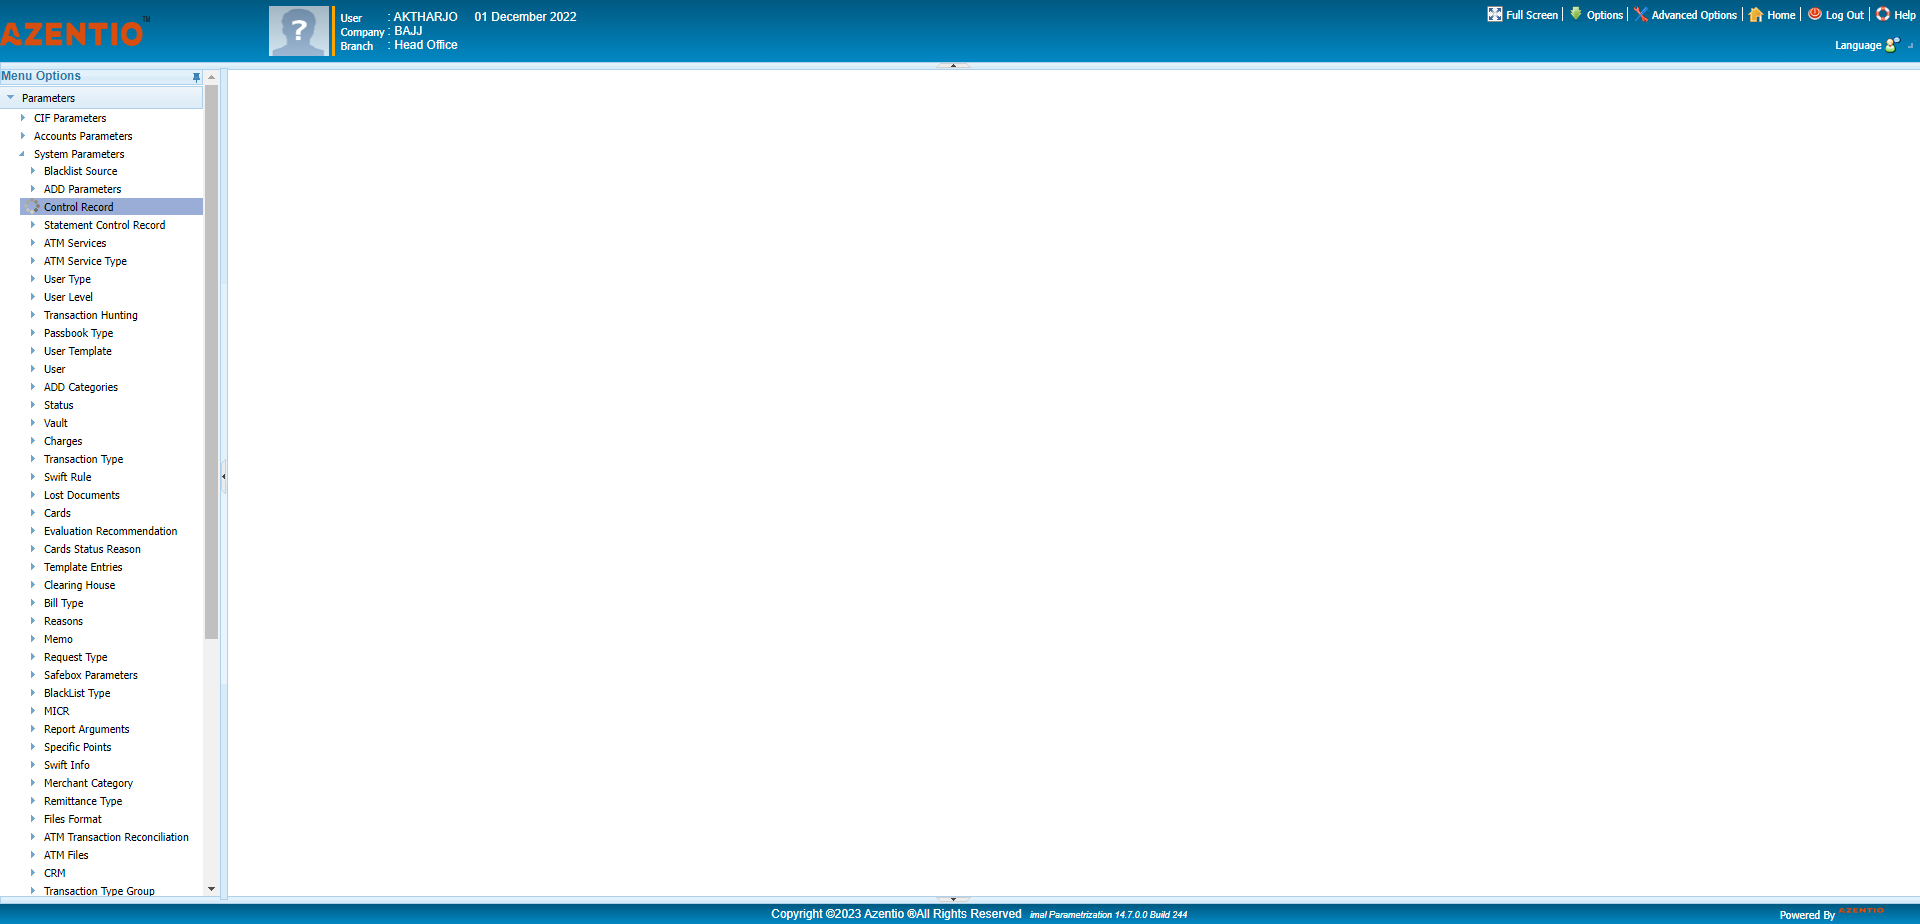 AZENTIO™
User : AKTHARJO 01 December 2022
Company : BAJJ
Branch : Head Office
Full Screen Options Advanced Options Home Log Out Help
Language
Menu Options
Parameters
CIF Parameters
Accounts Parameters
System Parameters
Blacklist Source
ADD Parameters
Control Record
Statement Control Record
ATM Services
ATM Service Type
User Type
User Level
Transaction Hunting
Passbook Type
User Template
User
ADD Categories
Status
Vault
Charges
Transaction Type
Swift Rule
Lost Documents
Cards
Evaluation Recommendation
Cards Status Reason
Template Entries
Clearing House
Bill Type
Reasons
Memo
Request Type
Safebox Parameters
BlackList Type
MICR
Report Arguments
Specific Points
Swift Info
Merchant Category
Remittance Type
Files Format
ATM Transaction Reconciliation
ATM Files
CRM
Transaction Type Group
Copyright ©2023 Azentio ®All Rights Reserved imal Parametrization 14.7.0.0 Build 244
Powered By AZENTIO